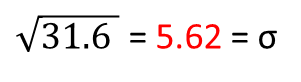 √31.6 = 5.62 = σ